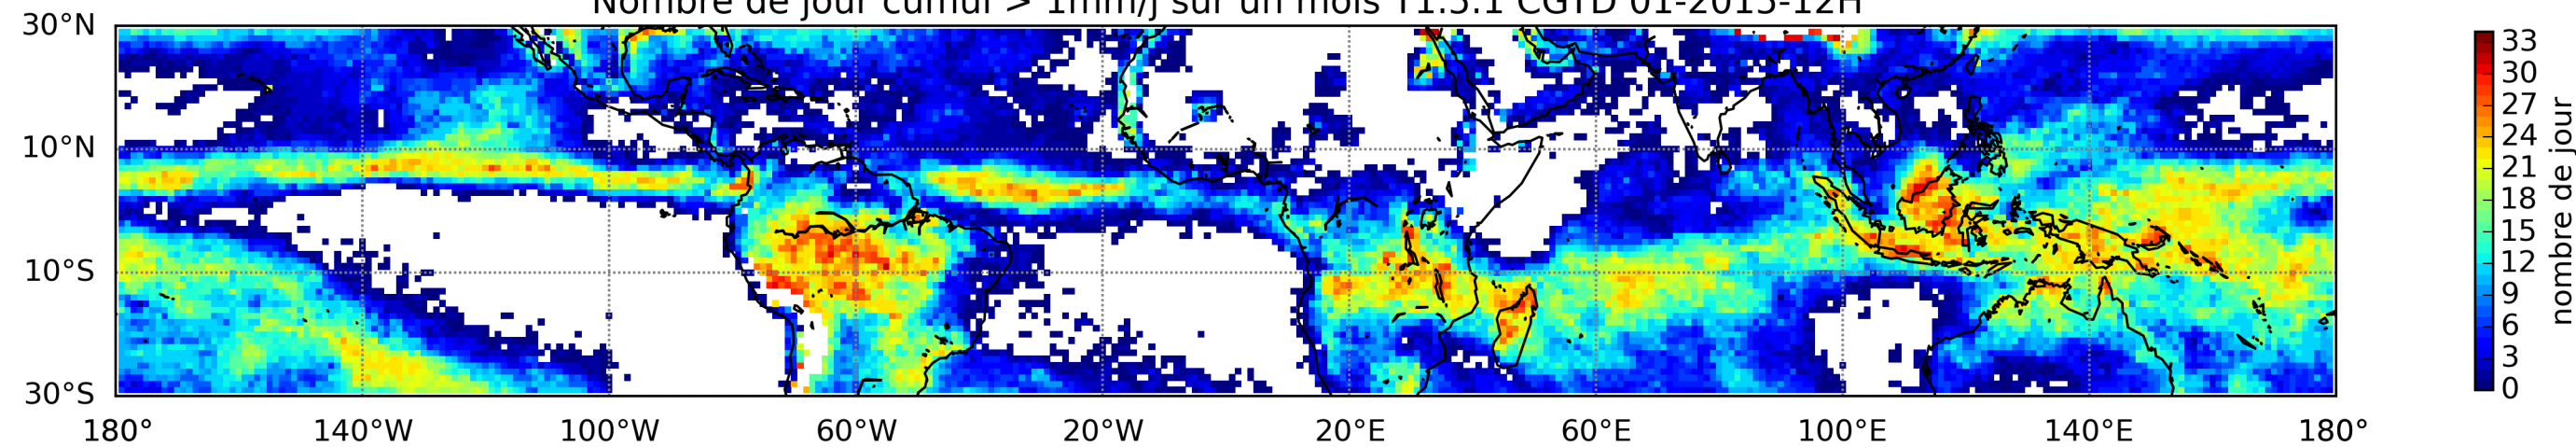 Nombre de jour cumul > 1mm/j sur un mois T1.5.1 CGTD 01-2015-12H
30°N
10°N
10°S
30°S
180° 140°W 100°W 60°W 20°W 20°E 60°E 100°E 140°E 180°
33
30
27
24
21
18
15
12
9
6
3
0
nombre de jour